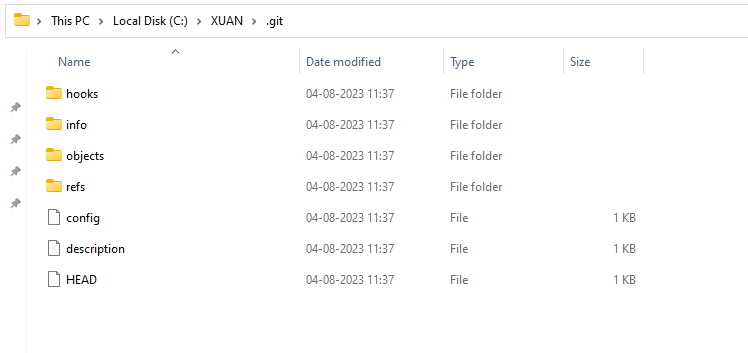 This PC > Local Disk (C:) > XUAN > .git
Name Date modified Type Size
hooks 04-08-2023 11:37 File folder
info 04-08-2023 11:37 File folder
objects 04-08-2023 11:37 File folder
refs 04-08-2023 11:37 File folder
config 04-08-2023 11:37 File 1 KB
description 04-08-2023 11:37 File 1 KB
HEAD 04-08-2023 11:37 File 1 KB